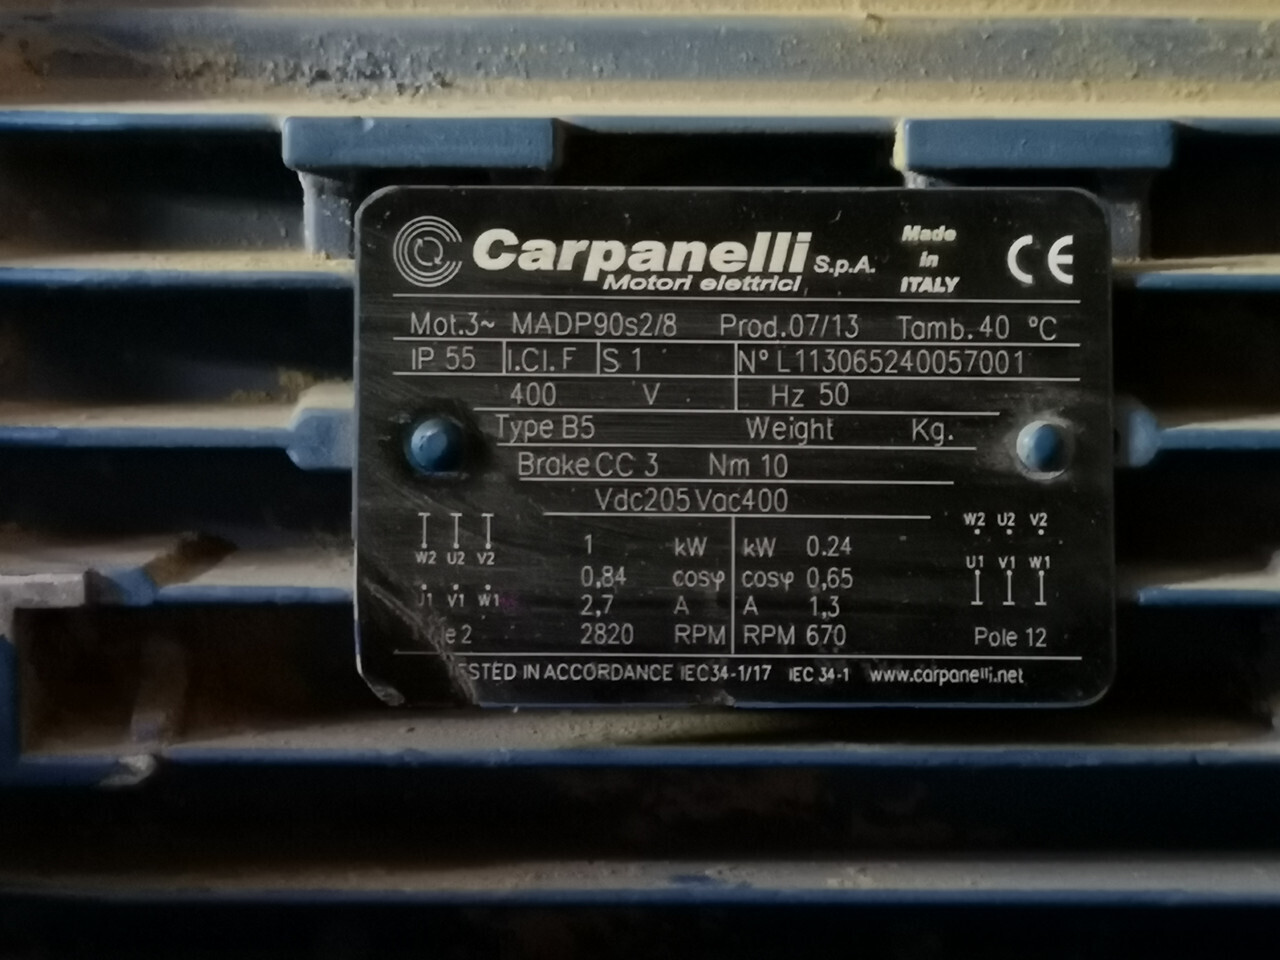 Carpanelli S.p.A.
Motori elettrici
Made
in
ITALY
CE
Mot.3~ MADP90s2/8 Prod.07/13 Tamb.40 °C
IP 55 I.Cl.F S 1 N° L113065240057001
400 V Hz 50
Type B5 Weight Kg.
Brake CC 3 Nm 10
Vdc205 Vac400
W2 U2 V2
V1 W1
1 kW
0,84 cosφ
2,7 A
2820 RPM
kW 0.24
cosφ 0,65
A 1,3
RPM 670
W2 U2 V2
U1 V1 W1
Pole 12
IN ACCORDANCE IEC34-1/17 IEC 34-1 www.carpanelli.net